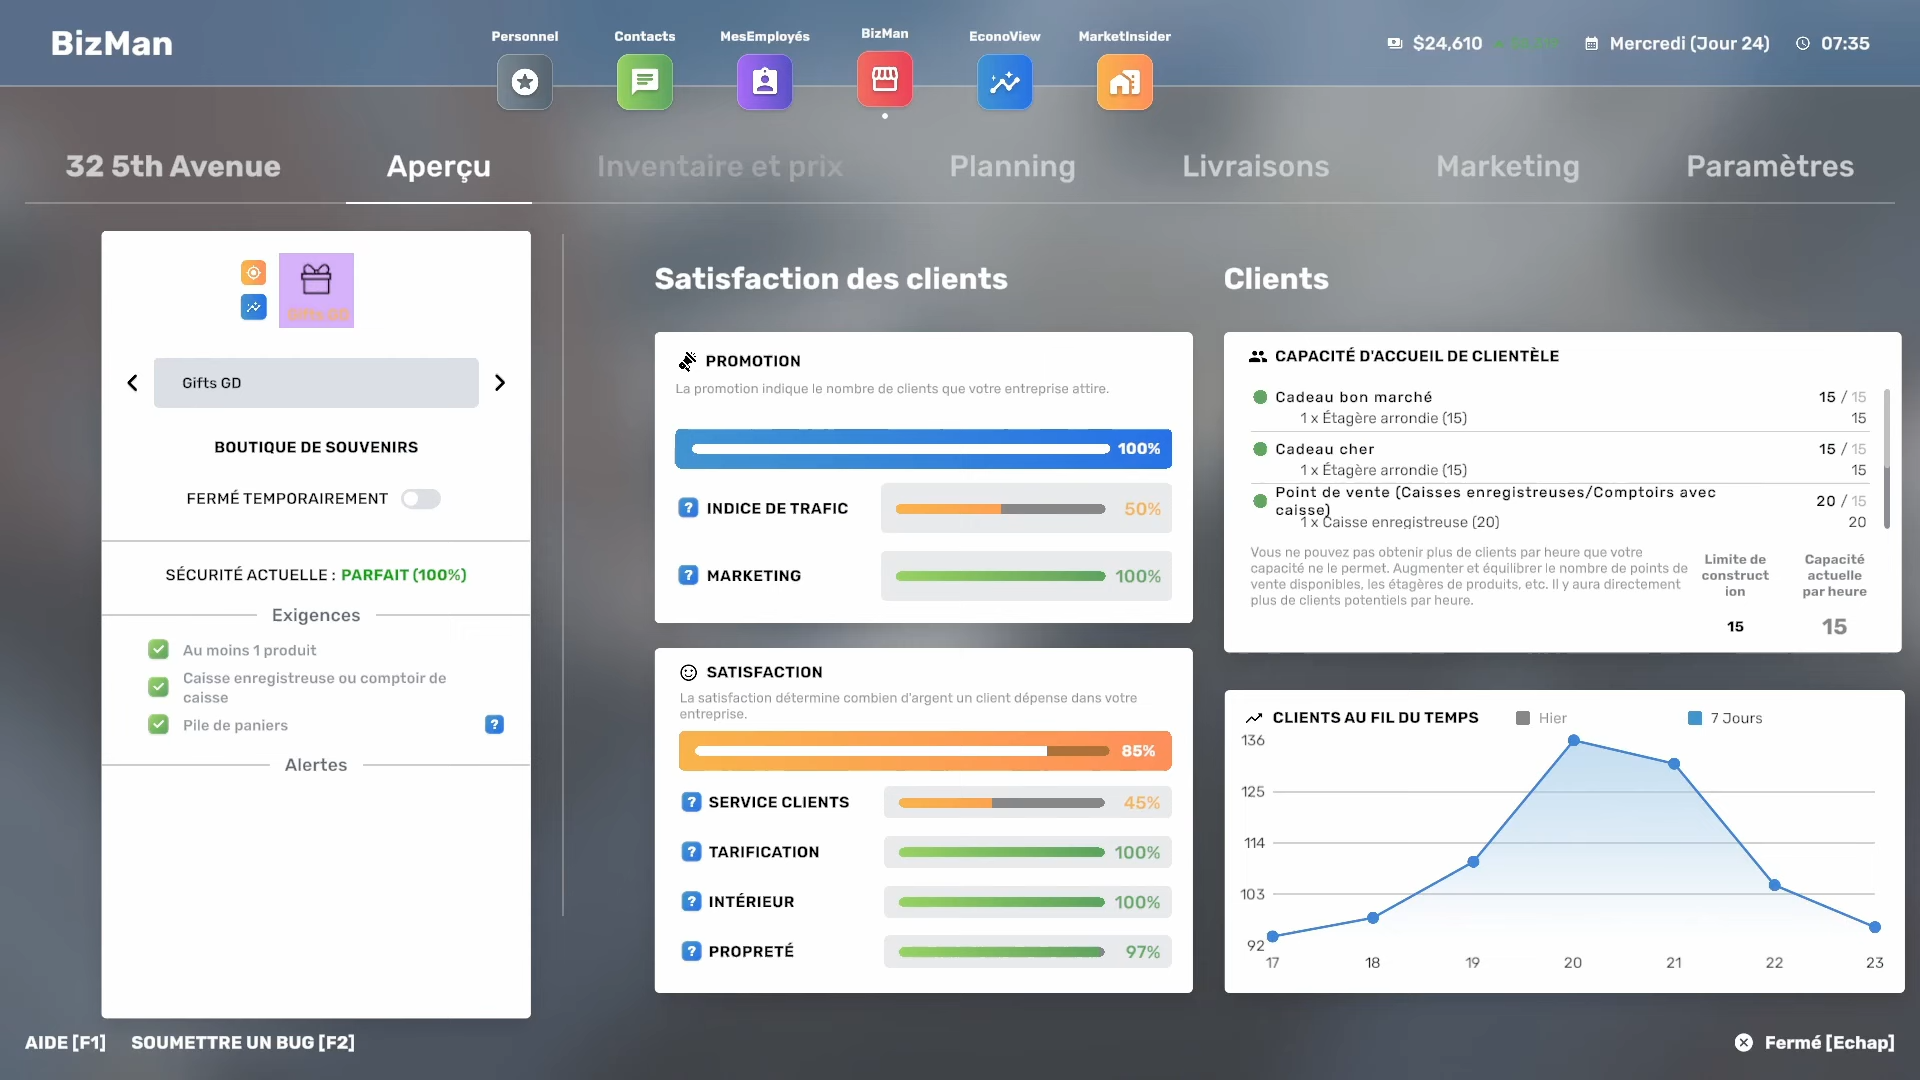 BizMan
Personnel
Contacts
MesEmployés
BizMan
EconoView
MarketInsider
$24,610
Mercredi (Jour 24)
07:35
32 5th Avenue
Aperçu
Inventaire et prix
Planning
Livraisons
Marketing
Paramètres
Gifts GD
Gifts GD
BOUTIQUE DE SOUVENIRS
FERMÉ TEMPORAIREMENT
SÉCURITÉ ACTUELLE : PARFAIT (100%)
Exigences
Au moins 1 produit
Caisse enregistreuse ou comptoir de
caisse
Pile de paniers
?
Alertes
Satisfaction des clients
PROMOTION
La promotion indique le nombre de clients que votre entreprise attire.
100%
? INDICE DE TRAFIC 50%
? MARKETING 100%
SATISFACTION
La satisfaction détermine combien d'argent un client dépense dans votre
entreprise.
85%
? SERVICE CLIENTS 45%
? TARIFICATION 100%
? INTÉRIEUR 100%
? PROPRETÉ 97%
Clients
CAPACITÉ D'ACCUEIL DE CLIENTÈLE
Cadeau bon marché 15 / 15
1 x Étagère arrondie (15) 15
Cadeau cher 15 / 15
1 x Étagère arrondie (15) 15
Point de vente (Caisses enregistreuses/Comptoirs avec
caisse) 20 / 15
1 x Caisse enregistreuse (20) 20
Vous ne pouvez pas obtenir plus de clients par heure que votre
capacité ne le permet. Augmenter et équilibrer le nombre de points de
vente disponibles, les étagères de produits, etc. Il y aura directement
plus de clients potentiels par heure.
Limite de
construct
ion
15
Capacité
actuelle
par heure
15
CLIENTS AU FIL DU TEMPS
Hier
7 Jours
136
125
114
103
92
17 18 19 20 21 22 23
AIDE [F1]
SOUMETTRE UN BUG [F2]
Fermé [Echap]